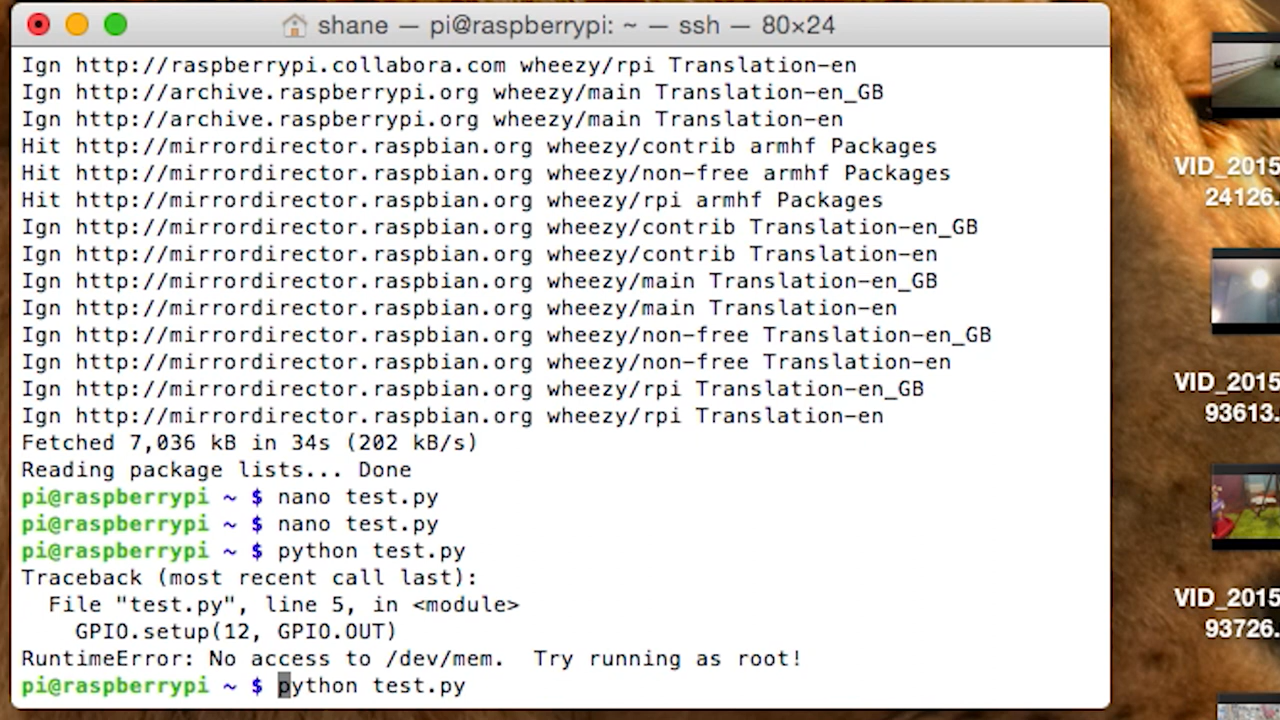 shane — pi@raspberrypi: ~ — ssh — 80×24
Ign http://raspberrypi.collabora.com wheezy/rpi Translation-en
Ign http://archive.raspberrypi.org wheezy/main Translation-en_GB
Ign http://archive.raspberrypi.org wheezy/main Translation-en
Hit http://mirrordirector.raspbian.org wheezy/contrib armhf Packages
Hit http://mirrordirector.raspbian.org wheezy/non-free armhf Packages
Hit http://mirrordirector.raspbian.org wheezy/rpi armhf Packages
Ign http://mirrordirector.raspbian.org wheezy/contrib Translation-en_GB
Ign http://mirrordirector.raspbian.org wheezy/contrib Translation-en
Ign http://mirrordirector.raspbian.org wheezy/main Translation-en_GB
Ign http://mirrordirector.raspbian.org wheezy/main Translation-en
Ign http://mirrordirector.raspbian.org wheezy/non-free Translation-en_GB
Ign http://mirrordirector.raspbian.org wheezy/non-free Translation-en
Ign http://mirrordirector.raspbian.org wheezy/rpi Translation-en_GB
Ign http://mirrordirector.raspbian.org wheezy/rpi Translation-en
Fetched 7,036 kB in 34s (202 kB/s)
Reading package lists... Done
pi@raspberrypi ~ $ nano test.py
pi@raspberrypi ~ $ nano test.py
pi@raspberrypi ~ $ python test.py
Traceback (most recent call last):
  File "test.py", line 5, in <module>
    GPIO.setup(12, GPIO.OUT)
RuntimeError: No access to /dev/mem.  Try running as root!
pi@raspberrypi ~ $ python test.py
VID_2015
24126.
VID_2015
93613.
VID_2015
93726.